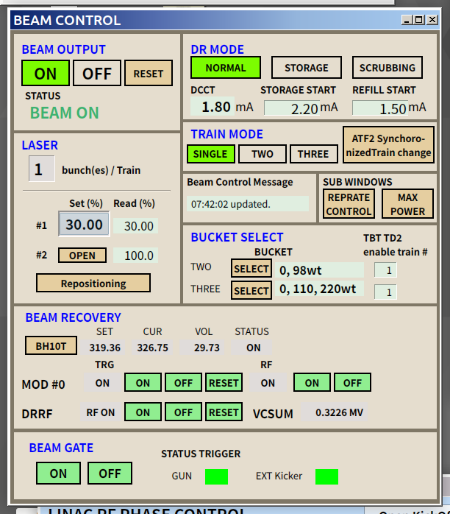 BEAM CONTROL
BEAM OUTPUT
ON OFF RESET
STATUS
BEAM ON
DR MODE
NORMAL STORAGE SCRUBBING
DCCT STORAGE START REFILL START
1.80 mA 2.20 mA 1.50 mA
LASER
1 bunch(es) / Train
Set (%) Read (%)
#1 30.00 30.00
#2 OPEN 100.0
Repositioning
TRAIN MODE
SINGLE TWO THREE
ATF2 Synchoro-
nizedTrain change
Beam Control Message
07:42:02 updated.
SUB WINDOWS
REPRATE
CONTROL
MAX
POWER
BUCKET SELECT
BUCKET
TBT TD2
enable train #
TWO SELECT 0, 98wt 1
THREE SELECT 0, 110, 220wt 1
BEAM RECOVERY
SET CUR VOL STATUS
BH10T 319.36 326.75 29.73 ON
TRG RF
MOD #0 ON ON OFF RESET ON ON OFF
DRRF RF ON ON OFF RESET VCSUM 0.3226 MV
BEAM GATE
ON OFF
STATUS TRIGGER
GUN EXT Kicker
LINAC RF PHASE CONTROL